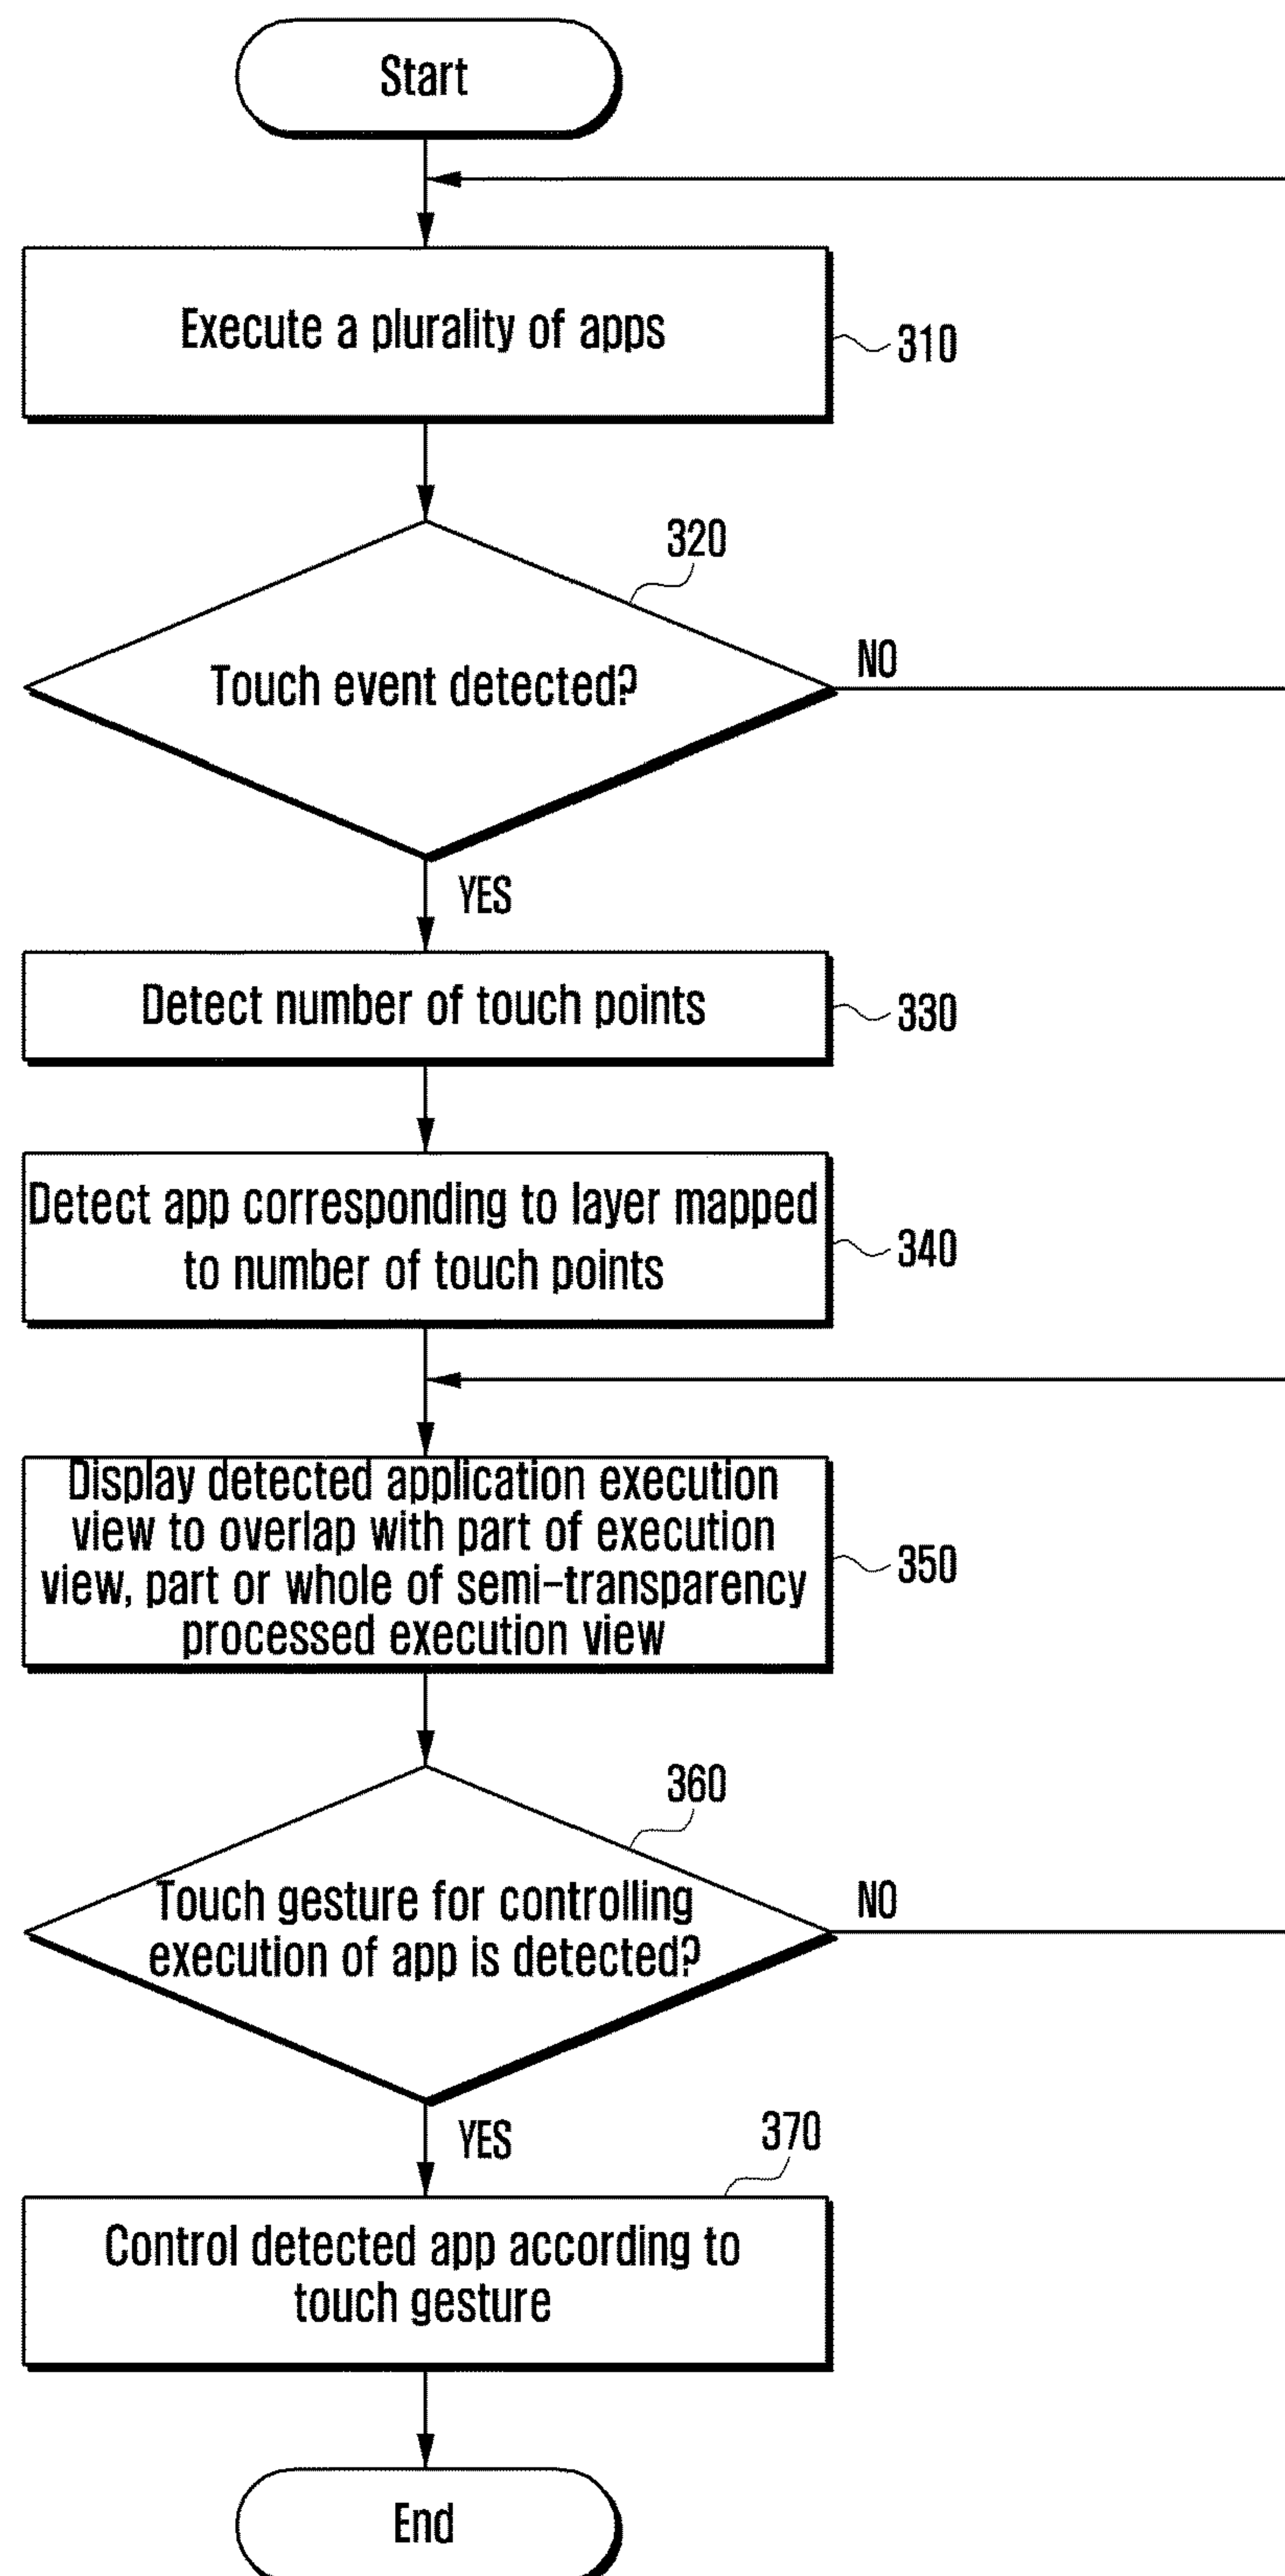 Start
Execute a plurality of apps
310
320
Touch event detected?
NO
YES
Detect number of touch points
330
Detect app corresponding to layer mapped
to number of touch points
340
Display detected application execution
view to overlap with part of execution
view, part or whole of semi-transparency
processed execution view
350
360
Touch gesture for controlling
execution of app is detected?
NO
YES
370
Control detected app according to
touch gesture
End